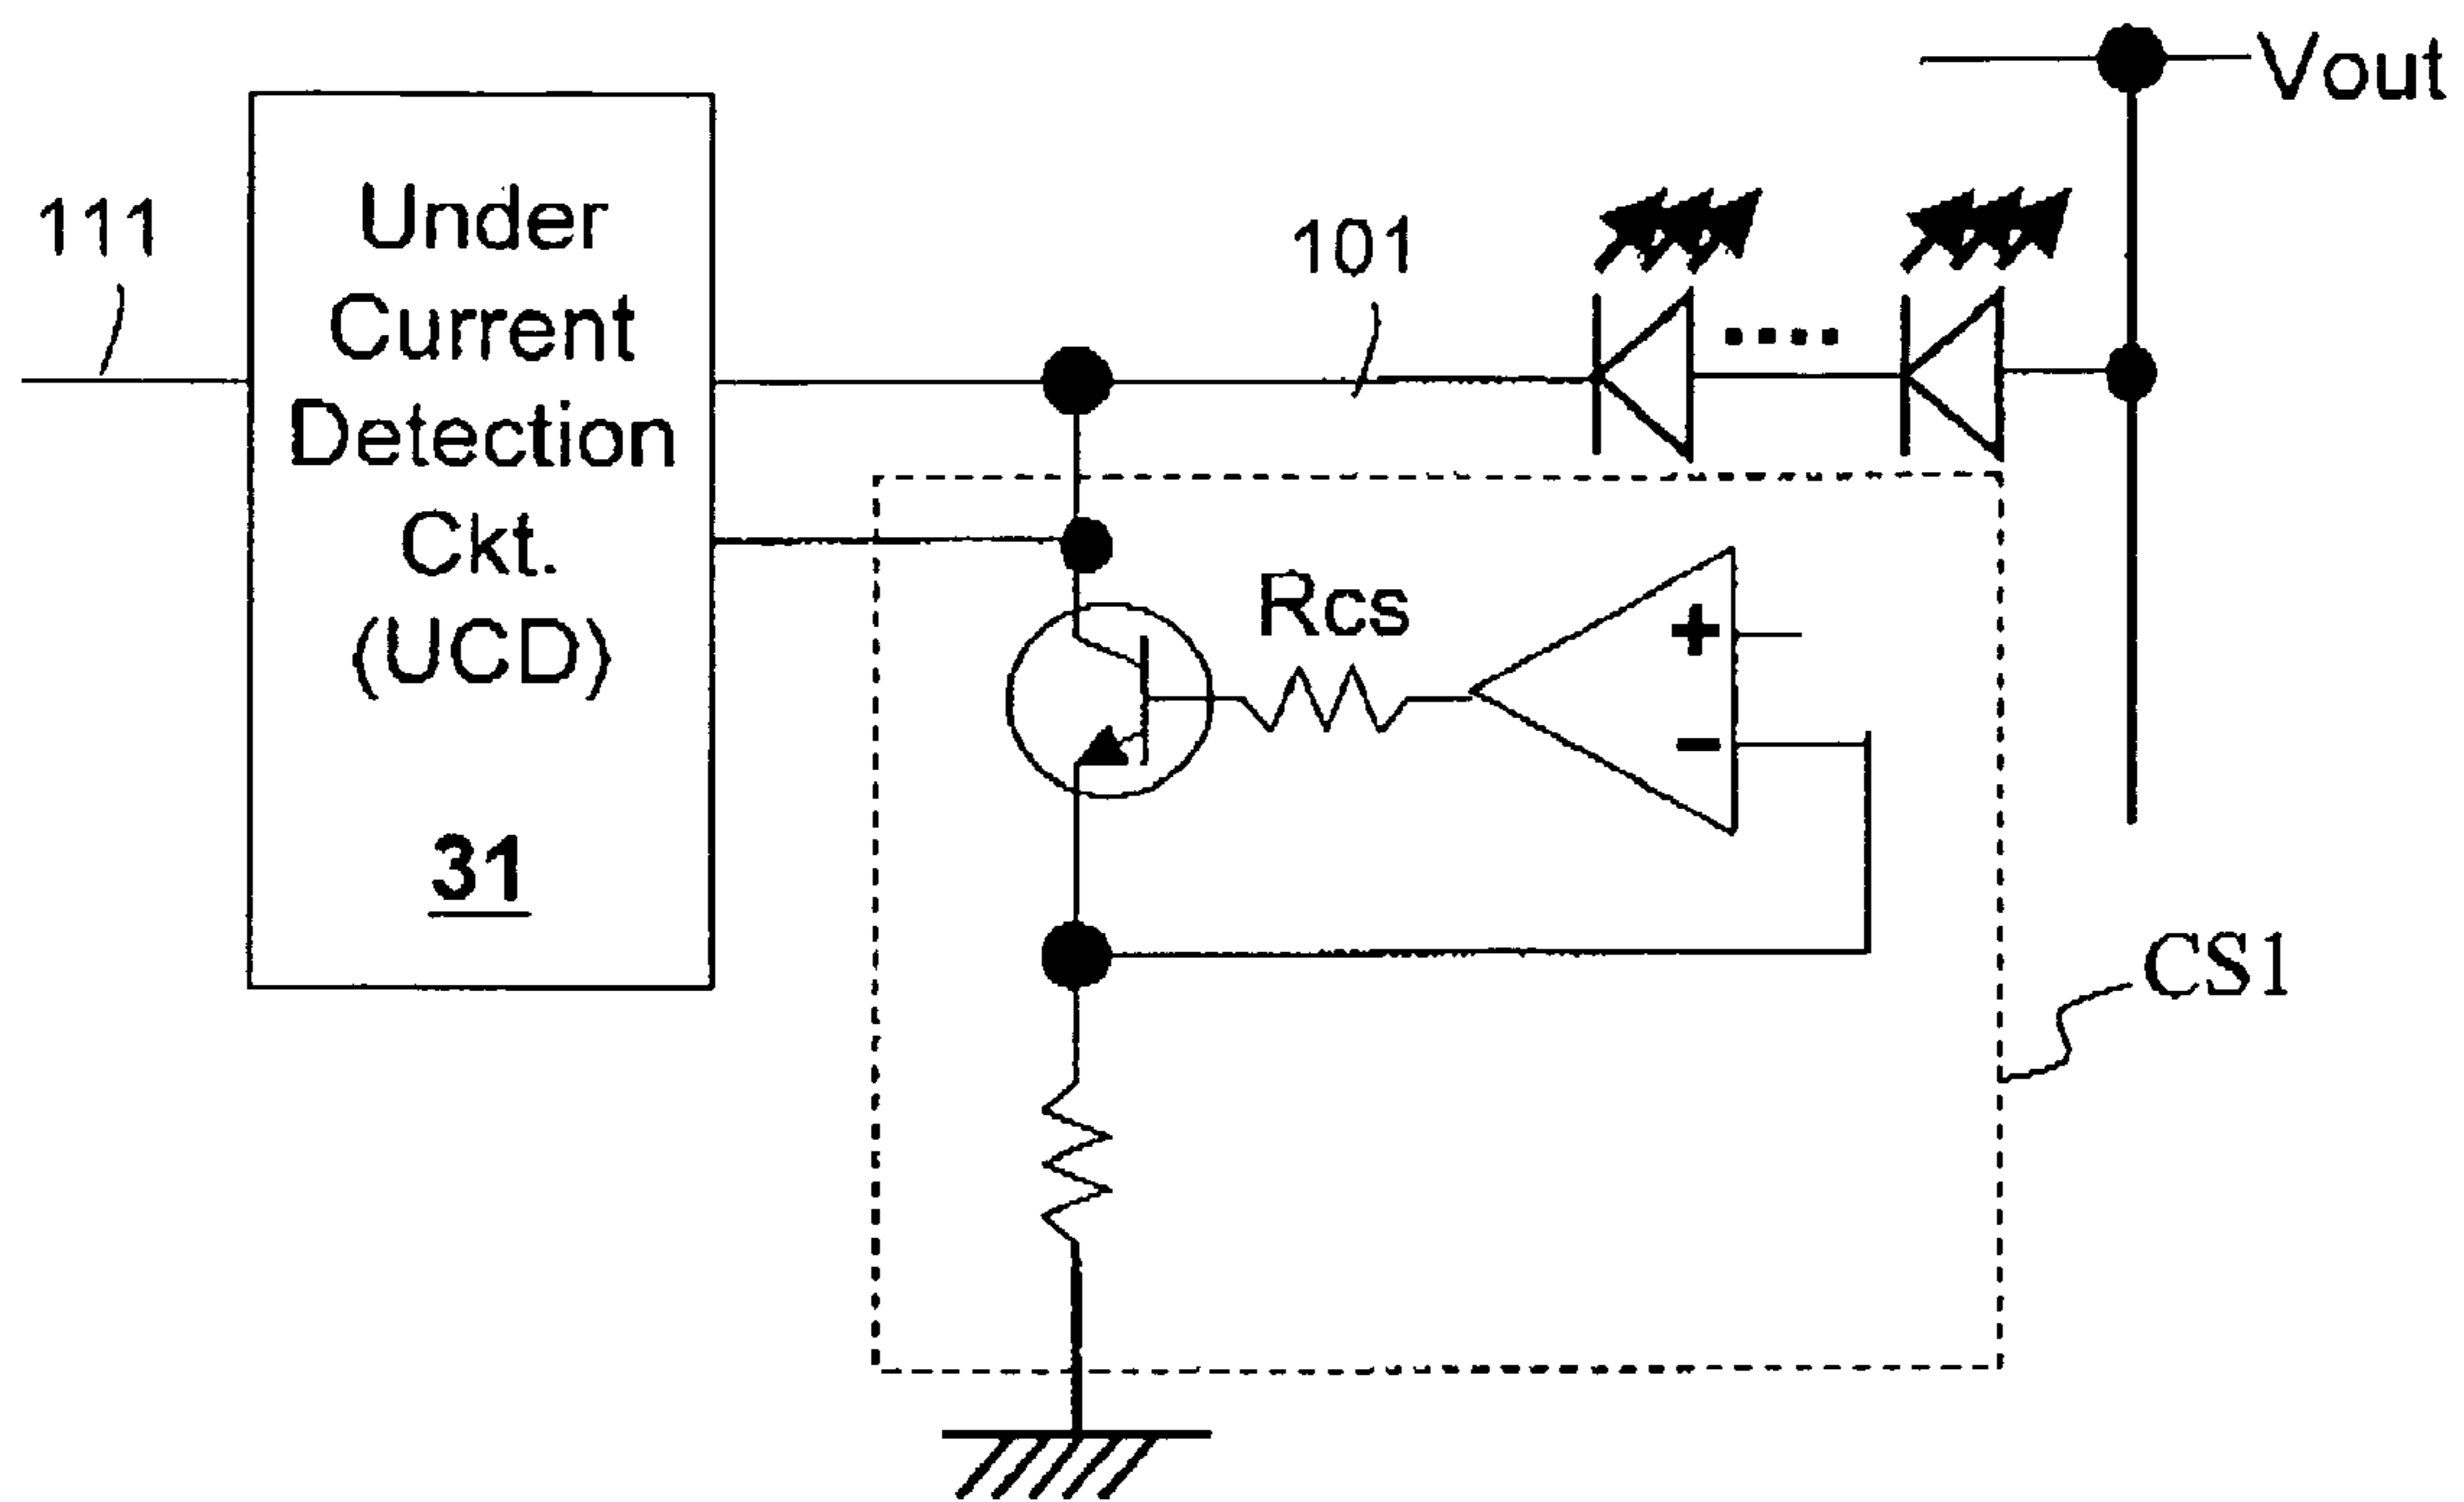 Vout
111
Under
Current
Detection
Ckt.
(UCD)
31
101
Rcs
+
-
CS1